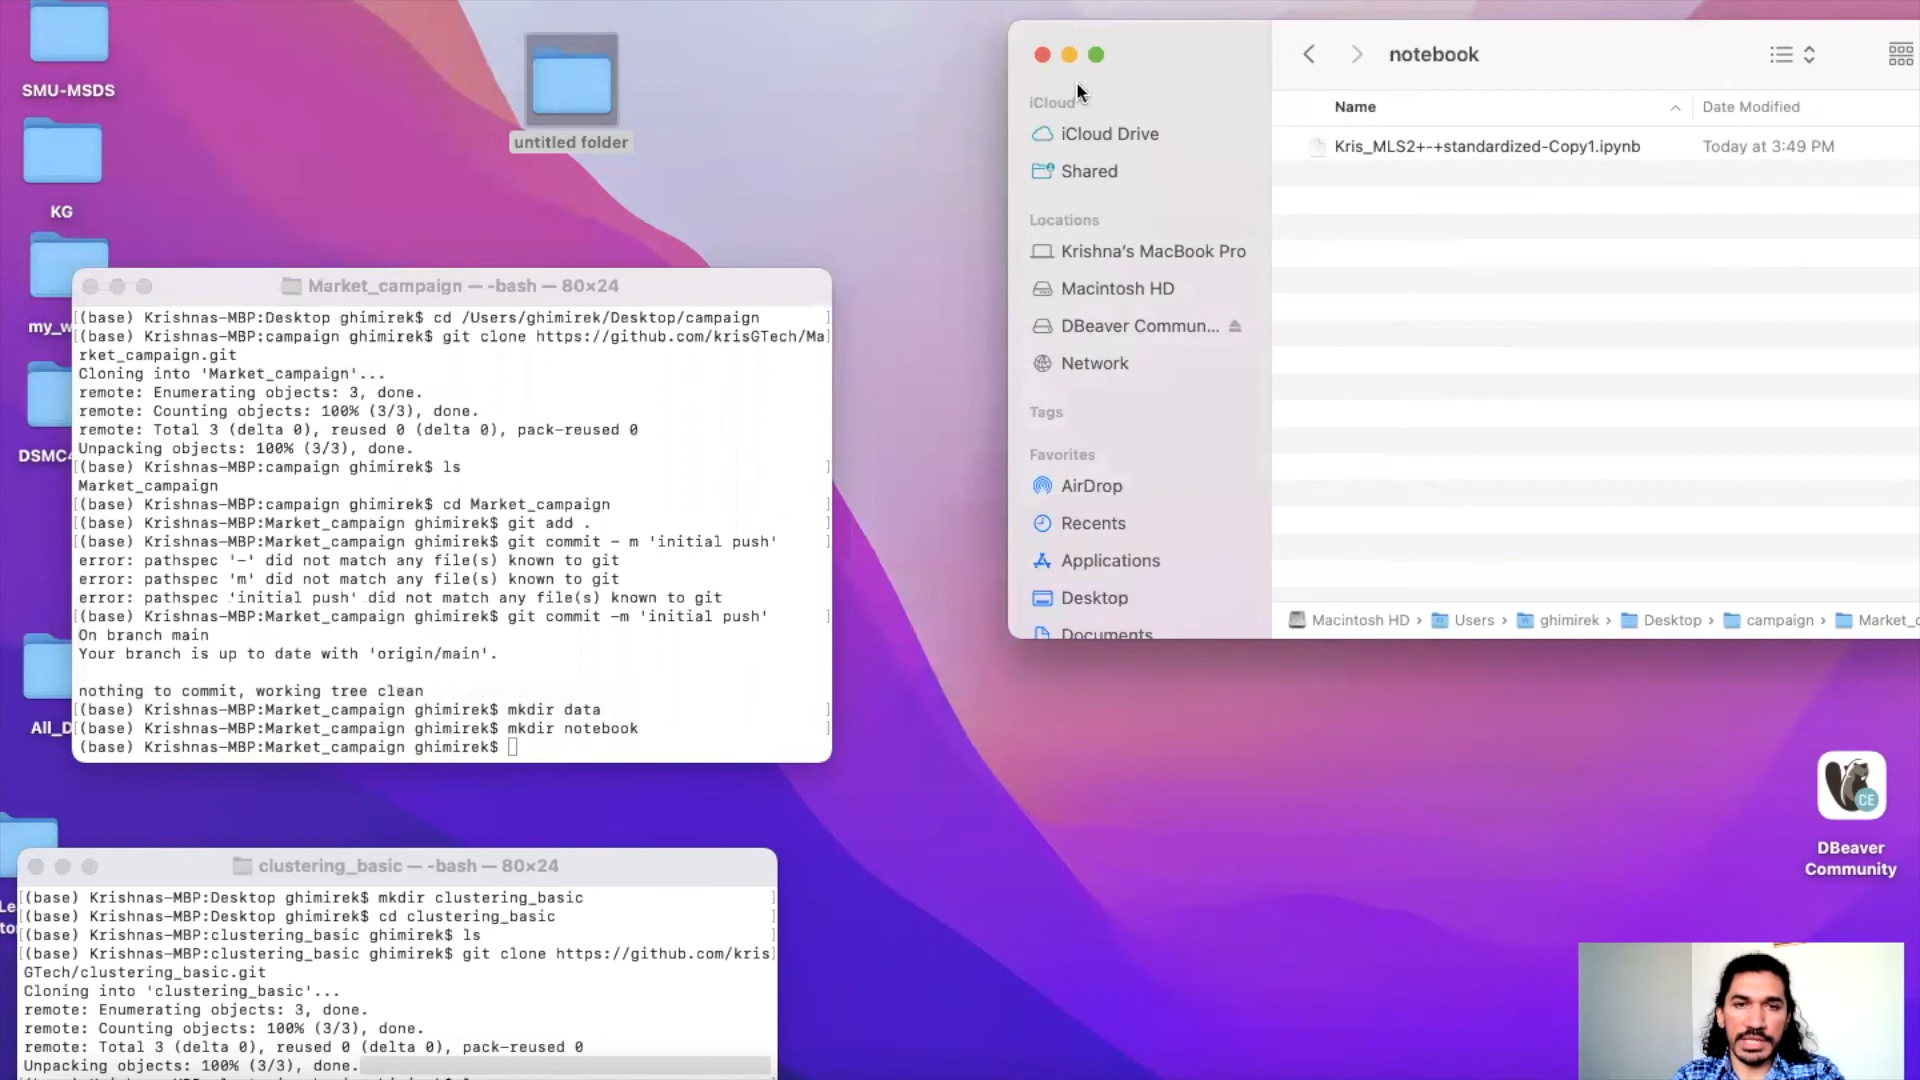 SMU-MSDS
KG
my_w
DSMC
All_D
untitled folder
Market_campaign — -bash — 80×24
[(base) Krishnas-MBP:Desktop ghimirek$ cd /Users/ghimirek/Desktop/campaign ]
[(base) Krishnas-MBP:campaign ghimirek$ git clone https://github.com/krisGTech/Ma]
rket_campaign.git
Cloning into 'Market_campaign'...
remote: Enumerating objects: 3, done.
remote: Counting objects: 100% (3/3), done.
remote: Total 3 (delta 0), reused 0 (delta 0), pack-reused 0
Unpacking objects: 100% (3/3), done.
[(base) Krishnas-MBP:campaign ghimirek$ ls ]
Market_campaign
[(base) Krishnas-MBP:campaign ghimirek$ cd Market_campaign ]
[(base) Krishnas-MBP:Market_campaign ghimirek$ git add . ]
[(base) Krishnas-MBP:Market_campaign ghimirek$ git commit - m 'initial push' ]
error: pathspec '-' did not match any file(s) known to git
error: pathspec 'm' did not match any file(s) known to git
error: pathspec 'initial push' did not match any file(s) known to git
[(base) Krishnas-MBP:Market_campaign ghimirek$ git commit -m 'initial push' ]
On branch main
Your branch is up to date with 'origin/main'.
nothing to commit, working tree clean
[(base) Krishnas-MBP:Market_campaign ghimirek$ mkdir data ]
[(base) Krishnas-MBP:Market_campaign ghimirek$ mkdir notebook ]
(base) Krishnas-MBP:Market_campaign ghimirek$
clustering_basic — -bash — 80×24
[(base) Krishnas-MBP:Desktop ghimirek$ mkdir clustering_basic ]
[(base) Krishnas-MBP:Desktop ghimirek$ cd clustering_basic ]
[(base) Krishnas-MBP:clustering_basic ghimirek$ ls ]
[(base) Krishnas-MBP:clustering_basic ghimirek$ git clone https://github.com/kris]
GTech/clustering_basic.git
Cloning into 'clustering_basic'...
remote: Enumerating objects: 3, done.
remote: Counting objects: 100% (3/3), done.
remote: Total 3 (delta 0), reused 0 (delta 0), pack-reused 0
Unpacking objects: 100% (3/3), done.
notebook
iCloud
iCloud Drive
Shared
Locations
Krishna's MacBook Pro
Macintosh HD
DBeaver Commun...
Network
Tags
Favorites
AirDrop
Recents
Applications
Desktop
Documents
Name Date Modified
Kris_MLS2+-+standardized-Copy1.ipynb Today at 3:49 PM
Macintosh HD › Users › ghimirek › Desktop › campaign › Market_c
DBeaver
Community
CE